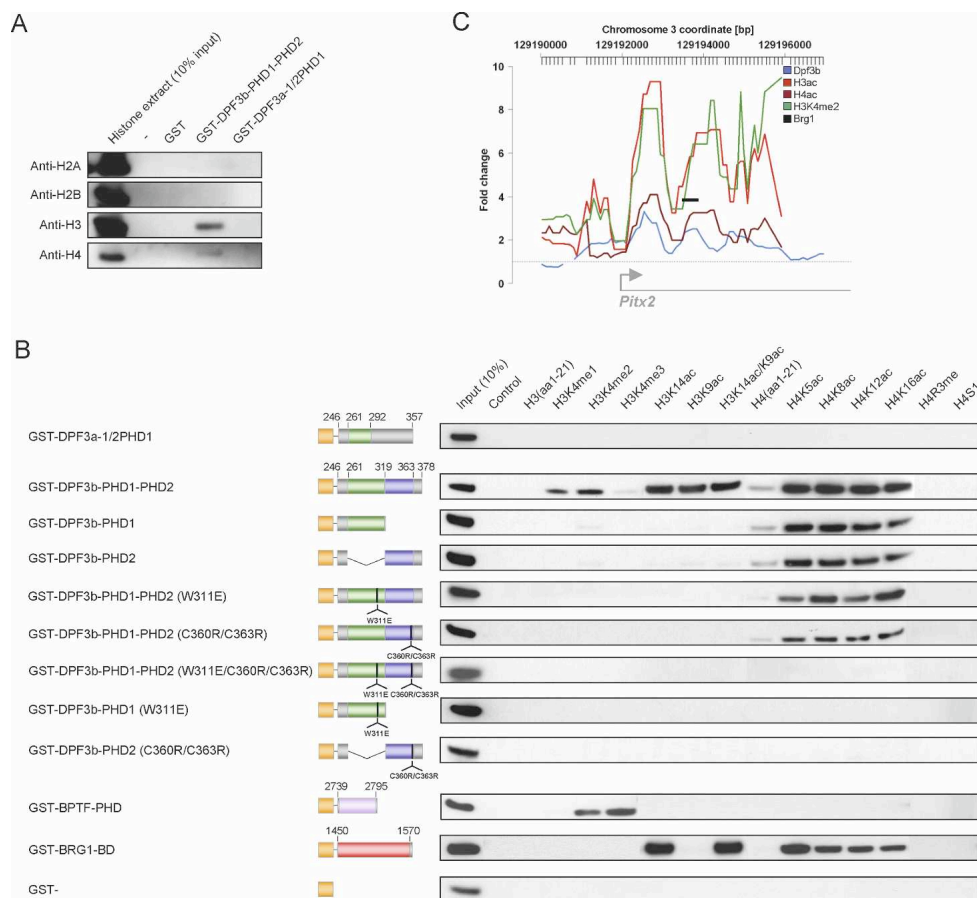 A
Histone extract (10% input)
-
GST
GST-DPF3b-PHD1-PHD2
GST-DPF3a-1/2PHD1
Anti-H2A
Anti-H2B
Anti-H3
Anti-H4
C
Chromosome 3 coordinate [bp]
129190000 129192000 129194000 129196000
10
8
6
4
2
0
Fold change
Dpf3b
H3ac
H4ac
H3K4me2
Brg1
Pitx2
B
Input (10%)
Control
H3(aa1-21)
H3K4me1
H3K4me2
H3K4me3
H3K14ac
H3K9ac
H3K14ac/K9ac
H4(aa1-21)
H4K5ac
H4K8ac
H4K12ac
H4K16ac
H4R3me
H4S1
246 261 292 357
GST-DPF3a-1/2PHD1
246 261 319 363 378
GST-DPF3b-PHD1-PHD2
GST-DPF3b-PHD1
GST-DPF3b-PHD2
GST-DPF3b-PHD1-PHD2 (W311E)
W311E
GST-DPF3b-PHD1-PHD2 (C360R/C363R)
C360R/C363R
GST-DPF3b-PHD1-PHD2 (W311E/C360R/C363R)
W311E C360R/C363R
GST-DPF3b-PHD1 (W311E)
W311E
GST-DPF3b-PHD2 (C360R/C363R)
C360R/C363R
2739 2795
GST-BPTF-PHD
1450 1570
GST-BRG1-BD
GST-